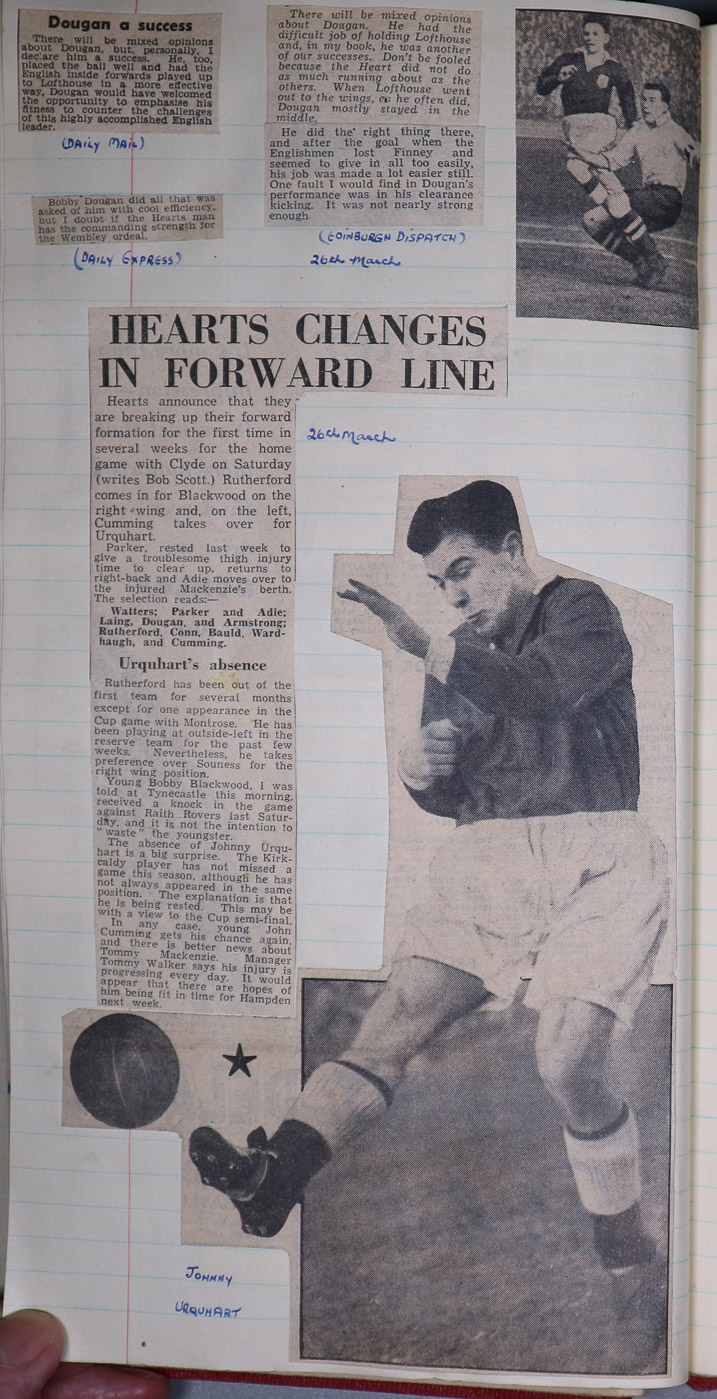 Dougan a success
There will be mixed opinions
about Dougan, but, personally, I
declare him a success. He, too,
placed the ball well and had the
English inside forwards played up
to Lofthouse in a more effective
way, Dougan would have welcomed
the opportunity to emphasise his
fitness to counter the challenges
of this highly accomplished English
leader.
(DAILY MAIL)
Bobby Dougan did all that was
asked of him with cool efficiency,
but I doubt if the Hearts man
has the commanding strength for
the Wembley ordeal.
(DAILY EXPRESS)
There will be mixed opinions
about Dougan. He had the
difficult job of holding Lofthouse
and, in my book, he was another
of our successes. Don't be fooled
because the Heart did not do
as much running about as the
others. When Lofthouse went
out to the wings, as he often did,
Dougan mostly stayed in the
middle.
He did the right thing there,
and after the goal when the
Englishmen lost Finney and
seemed to give in all too easily,
his job was made a lot easier still.
One fault I would find in Dougan's
performance was in his clearance
kicking. It was not nearly strong
enough.
(EDINBURGH DISPATCH)
26th March
HEARTS CHANGES
IN FORWARD LINE
Hearts announce that they
are breaking up their forward
formation for the first time in
several weeks for the home
game with Clyde on Saturday
(writes Bob Scott.) Rutherford
comes in for Blackwood on the
right wing and, on the left,
Cumming takes over for
Urquhart.
Parker, rested last week to
give a troublesome thigh injury
time to clear up, returns to
right-back and Adie moves over to
the injured Mackenzie's berth.
The selection reads:—
Watters; Parker and Adie;
Laing, Dougan, and Armstrong;
Rutherford, Conn, Bauld, Ward-
haugh, and Cumming.
Urquhart's absence
Rutherford has been out of the
first team for several months
except for one appearance in the
Cup game with Montrose. He has
been playing at outside-left in the
reserve team for the past few
weeks. Nevertheless, he takes
preference over Souness for the
right wing position.
Young Bobby Blackwood, I was
told at Tynecastle this morning,
received a knock in the game
against Raith Rovers last Satur-
day, and it is not the intention to
"waste" the youngster.
The absence of Johnny Urqu-
hart is a big surprise. The Kirk-
caldy player has not missed a
game this season, although he has
not always appeared in the same
position. The explanation is that
he is being rested. This may be
with a view to the Cup semi-final.
In any case, young John
Cumming gets his chance again,
and there is better news about
Tommy Mackenzie. Manager
Tommy Walker says his injury is
progressing every day. It would
appear that there are hopes of
him being fit in time for Hampden
next week.
26th March
JOHNNY
URQUHART